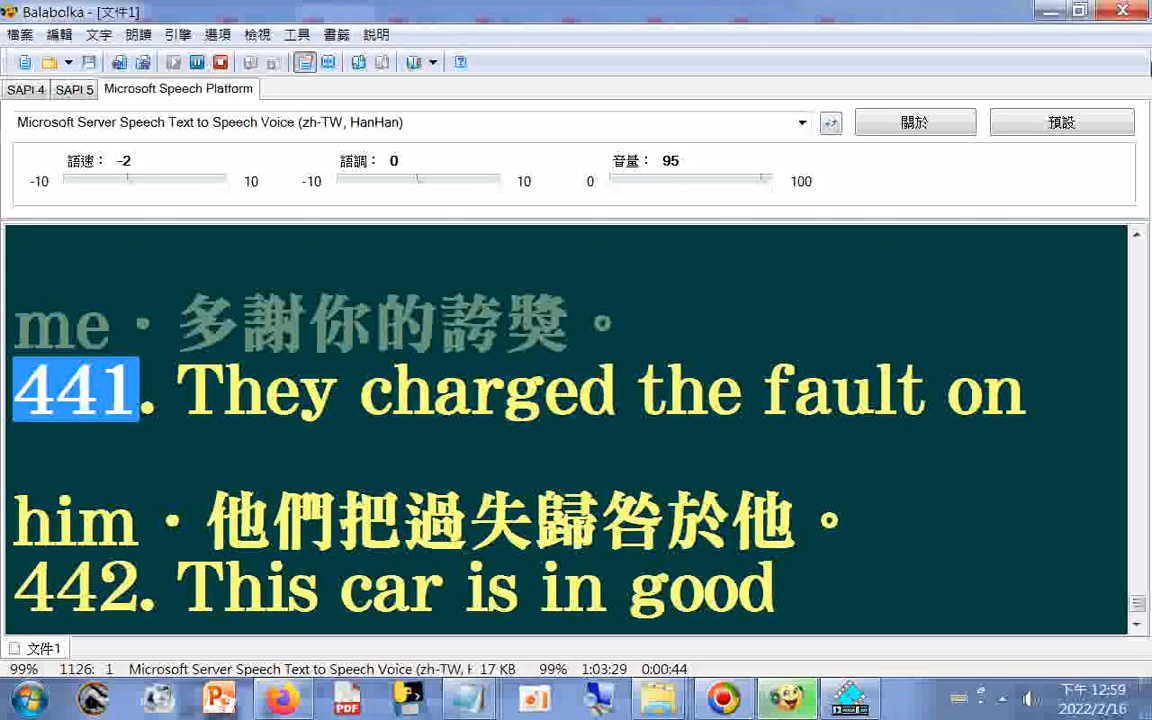 Balabolka - [文件1]
檔案 編輯 文字 朗讀 引擎 選項 檢視 工具 書籤 說明
SAPI 4 SAPI 5 Microsoft Speech Platform
Microsoft Server Speech Text to Speech Voice (zh-TW, HanHan) 關於 預設
語速： -2 語調： 0 音量： 95
-10 10 -10 10 0 100
me．多謝你的誇獎。
441. They charged the fault on
him．他們把過失歸咎於他。
442. This car is in good
文件1
99% 1126: 1 Microsoft Server Speech Text to Speech Voice (zh-TW, H 17 KB 99% 1:03:29 0:00:44
PDF
下午 12:59
2022/2/16